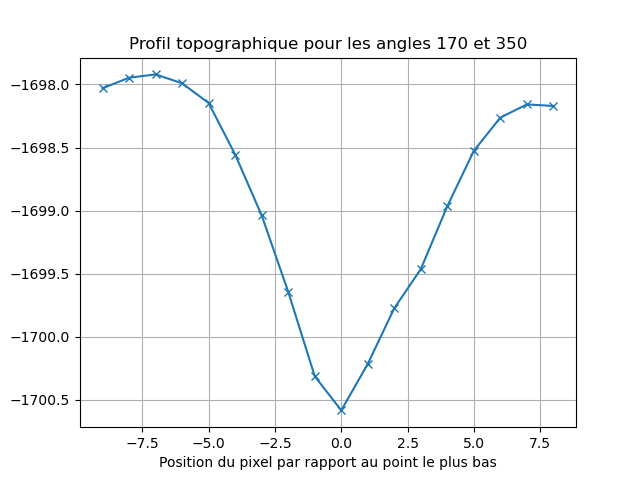 Profil topographique pour les angles 170 et 350
−1698.0
−1698.5
−1699.0
−1699.5
−1700.0
−1700.5
−7.5 −5.0 −2.5 0.0 2.5 5.0 7.5
Position du pixel par rapport au point le plus bas